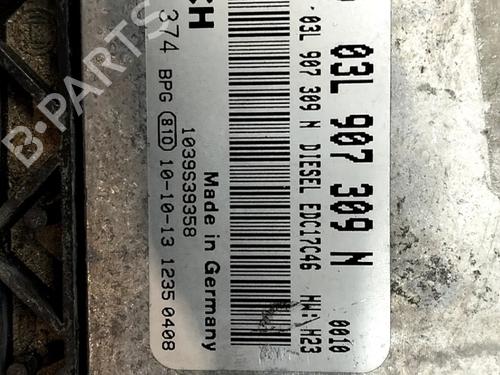 03L 907 309 N
0010
03L 907 309 N DIESEL EDC17C46 HW: H23
CH
1039S39358
Made in Germany
374 BPG 810 10-10-13 1235 0408
B-PARTS